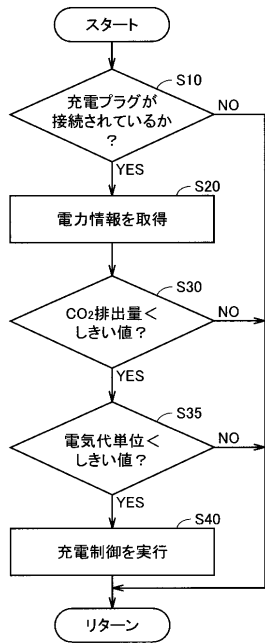 スタート
S10
充電プラグが
接続されているか
?
NO
YES
S20
電力情報を取得
S30
CO₂排出量<
しきい値?
NO
YES
S35
電気代単位<
しきい値?
NO
YES
S40
充電制御を実行
リターン